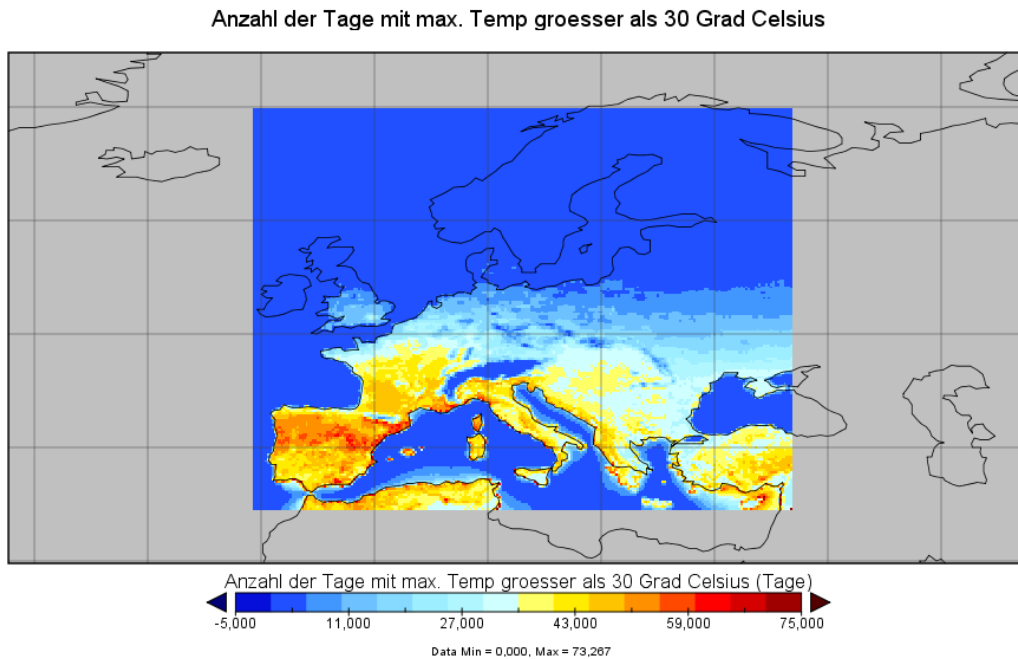 Anzahl der Tage mit max. Temp groesser als 30 Grad Celsius
Anzahl der Tage mit max. Temp groesser als 30 Grad Celsius (Tage)
-5,000 11,000 27,000 43,000 59,000 75,000
Data Min = 0,000, Max = 73,267